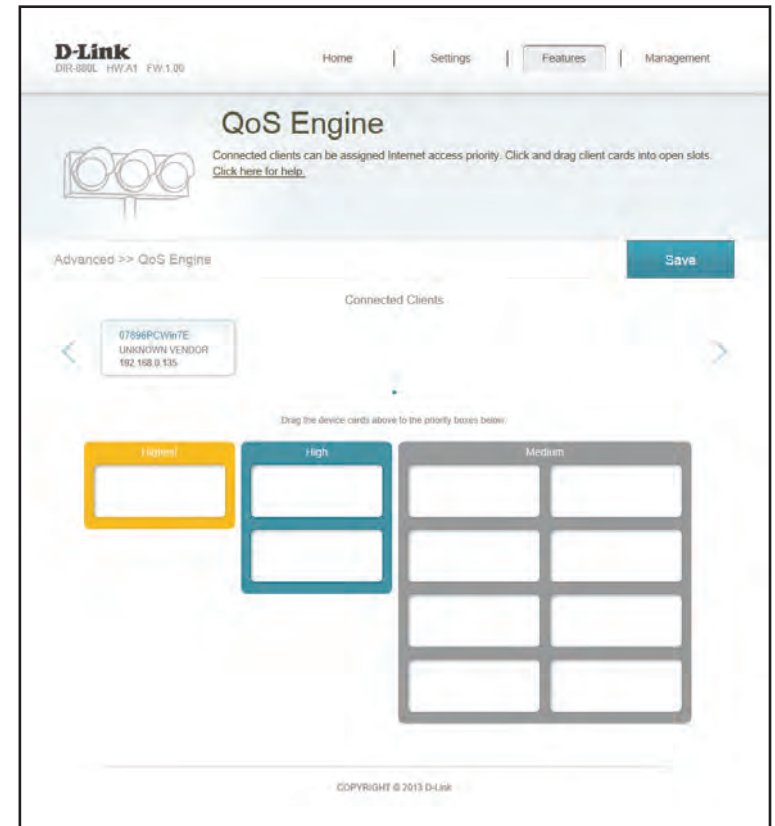 D-Link
DIR-880L HW:A1 FW:1.00
Home | Settings | Features | Management
QoS Engine
Connected clients can be assigned Internet access priority. Click and drag client cards into open slots.
Click here for help.
Advanced >> QoS Engine
Save
Connected Clients
07896PCWin7E
UNKNOWN VENDOR
192.168.0.135
Drag the device cards above to the priority boxes below.
Highest
High
Medium
COPYRIGHT © 2013 D-Link